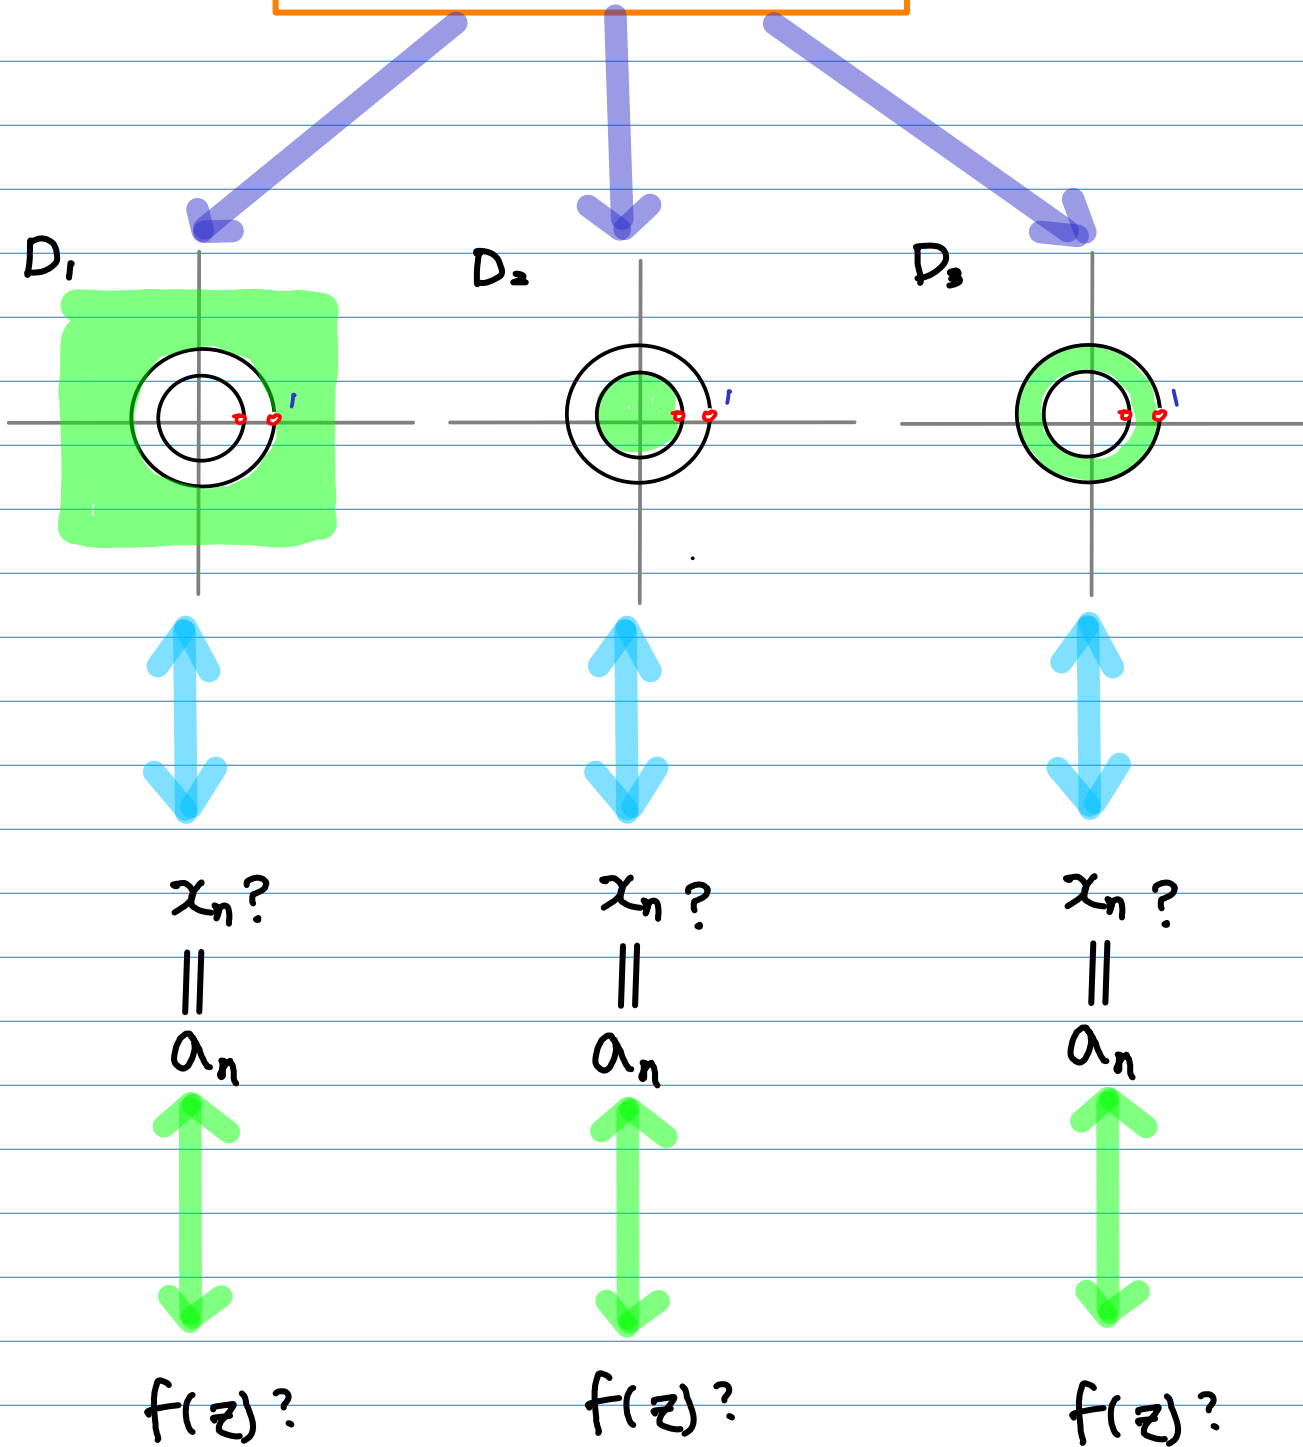 D₁ D₂ D₃
1 1 1
xₙ? xₙ? xₙ?
|| || ||
aₙ aₙ aₙ
f(z)? f(z)? f(z)?